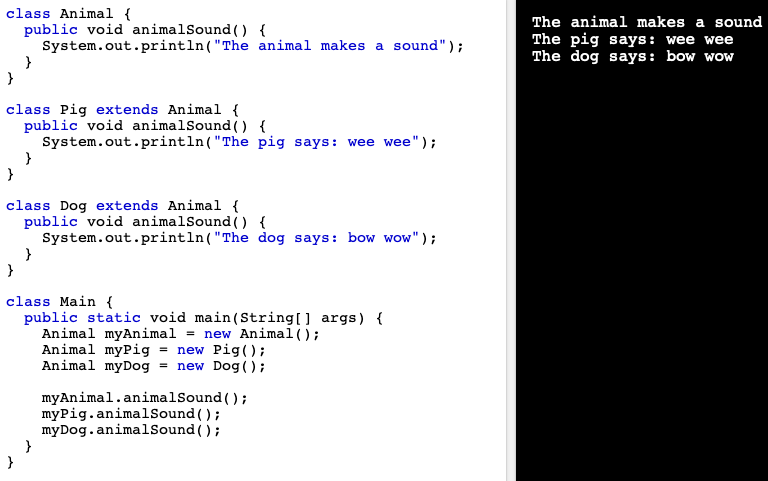 class Animal {
  public void animalSound() {
    System.out.println("The animal makes a sound");
  }
}

class Pig extends Animal {
  public void animalSound() {
    System.out.println("The pig says: wee wee");
  }
}

class Dog extends Animal {
  public void animalSound() {
    System.out.println("The dog says: bow wow");
  }
}

class Main {
  public static void main(String[] args) {
    Animal myAnimal = new Animal();
    Animal myPig = new Pig();
    Animal myDog = new Dog();

    myAnimal.animalSound();
    myPig.animalSound();
    myDog.animalSound();
  }
}
The animal makes a sound
The pig says: wee wee
The dog says: bow wow